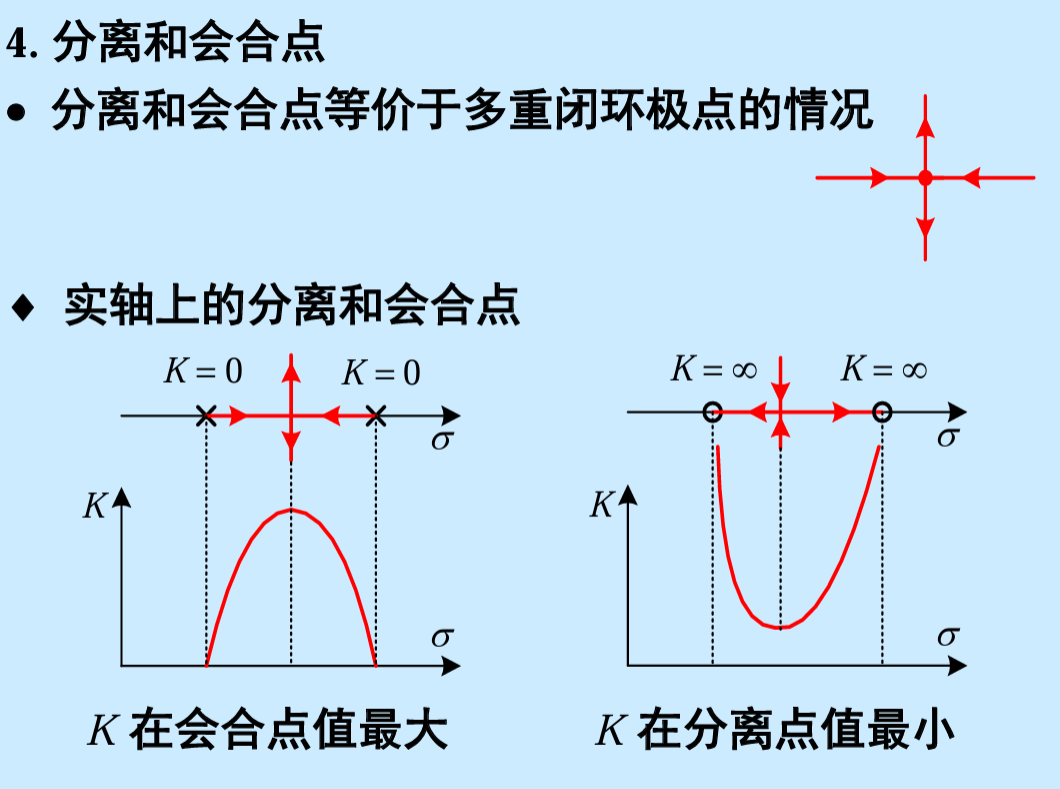 4. 分离和会合点
• 分离和会合点等价于多重闭环极点的情况
♦ 实轴上的分离和会合点
K = 0 K = 0
σ
K
σ
K 在会合点值最大
K = ∞ K = ∞
σ
K
σ
K 在分离点值最小